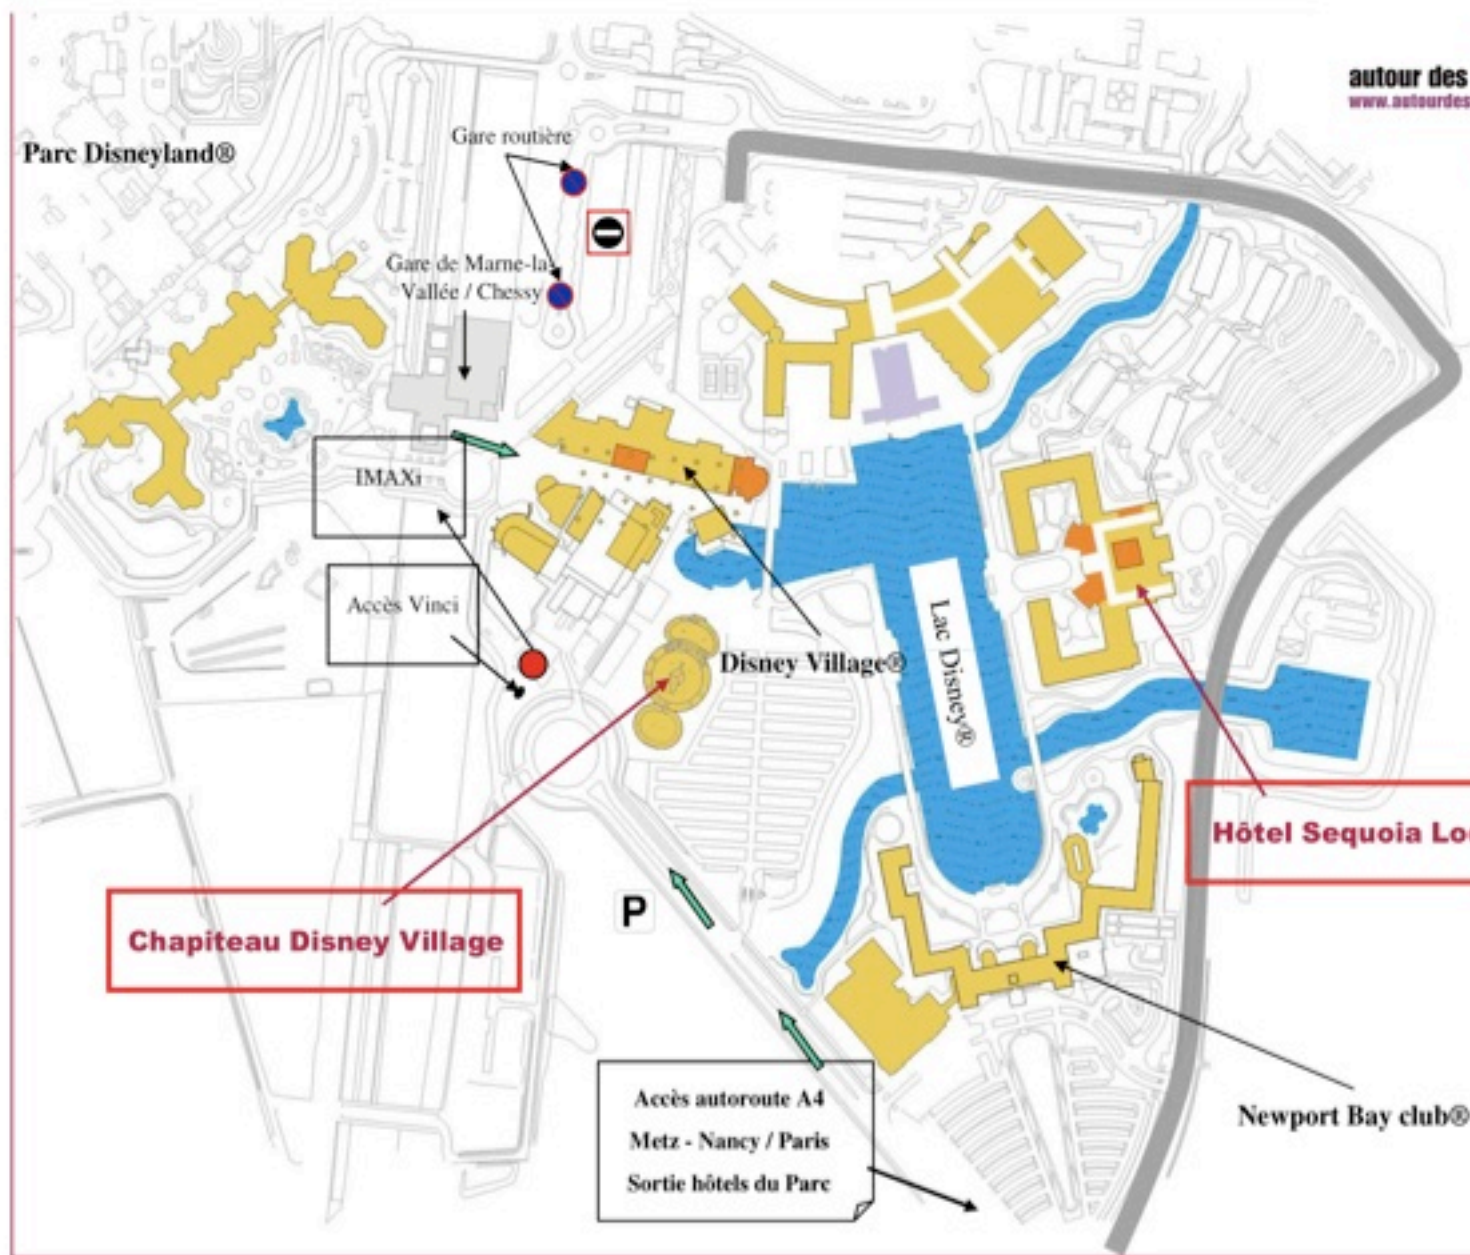 autour des
www.autourdes
Gare routière
Parc Disneyland®
Gare de Marne-la-
Vallée / Chessy
IMAXi
Accès Vinci
Disney Village®
Lac Disney®
Hôtel Sequoia Lo
P
Chapiteau Disney Village
Accès autoroute A4
Metz - Nancy / Paris
Sortie hôtels du Parc
Newport Bay club®